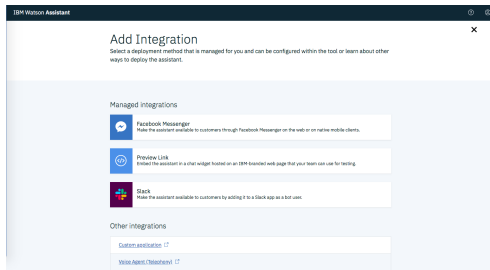 IBM Watson Assistant
Add Integration
Select a deployment method that is managed for you and can be configured within the tool or learn about other
ways to deploy the assistant.
Managed integrations
Facebook Messenger
Make the assistant available to customers through Facebook Messenger on the web or on native mobile clients.
Preview Link
Embed the assistant in a chat widget hosted on an IBM-branded web page that your team can use for testing.
Slack
Make the assistant available to customers by adding it to a Slack app as a bot user.
Other integrations
Custom application
Voice Agent (Telephony)